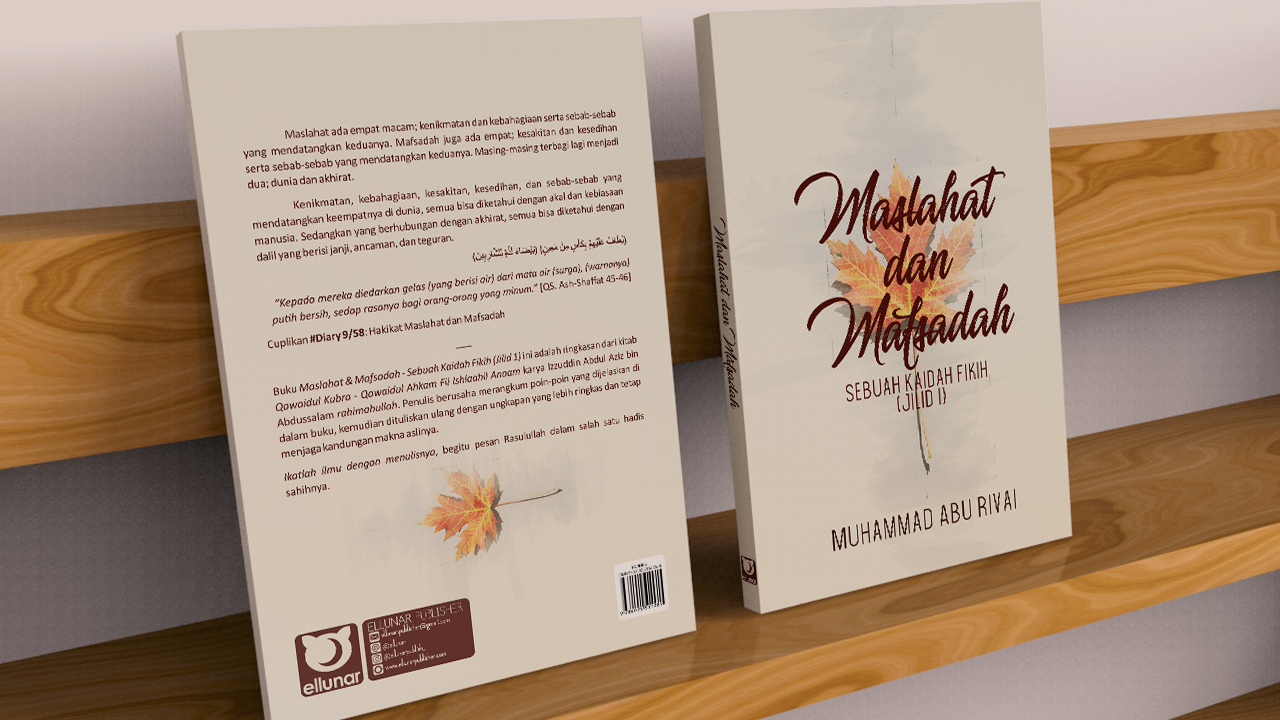 Maslahat ada empat macam; kenikmatan dan kebahagiaan serta sebab-sebab
yang mendatangkan keduanya. Mafsadah juga ada empat; kesakitan dan kesedihan
serta sebab-sebab yang mendatangkan keduanya. Masing-masing terbagi lagi menjadi
dua; dunia dan akhirat.
Kenikmatan, kebahagiaan, kesakitan, kesedihan, dan sebab-sebab yang
mendatangkan keempatnya di dunia, semua bisa diketahui dengan akal dan kebiasaan
manusia. Sedangkan yang berhubungan dengan akhirat, semua bisa diketahui dengan
dalil yang berisi janji, ancaman, dan teguran.
"Kepada mereka diedarkan gelas (yang berisi air) dari mata air (surga), (warnanya)
putih bersih, sedap rasanya bagi orang-orang yang minum." [QS. Ash-Shaffat 45-46]
Cuplikan #Diary 9/58: Hakikat Maslahat dan Mafsadah
Buku Maslahat & Mafsadah - Sebuah Kaidah Fikih (Jilid 1) ini adalah ringkasan dari kitab
Qawaidul Kubra - Qawaidul Ahkam Fii Ishlaahil Anaam karya Izzuddin Abdul Aziz bin
Abdussalam rahimahullah. Penulis berusaha merangkum poin-poin yang dijelaskan di
dalam buku, kemudian dituliskan ulang dengan ungkapan yang lebih ringkas dan tetap
menjaga kandungan makna aslinya.
Ikatlah ilmu dengan menulisnya, begitu pesan Rasulullah dalam salah satu hadis
sahihnya.
ellunar
ELLUNAR PUBLISHER
Maslahat dan Mafsadah
ellunar
Maslahat
dan
Mafsadah
SEBUAH KAIDAH FIKIH
(JILID I)
MUHAMMAD ABU RIVAI